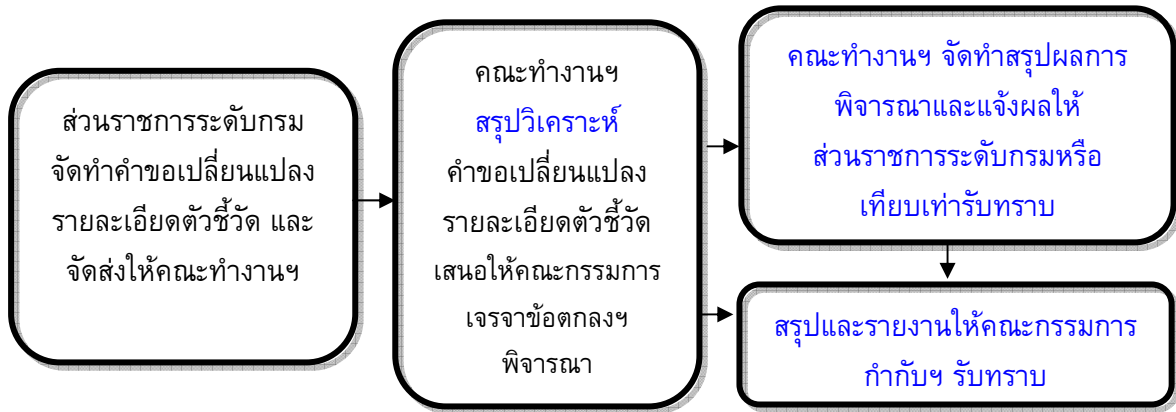 ส่วนราชการระดับกรม
จัดทำคำขอเปลี่ยนแปลง
รายละเอียดตัวชี้วัด และ
จัดส่งให้คณะทำงานฯ
คณะทำงานฯ
สรุปวิเคราะห์
คำขอเปลี่ยนแปลง
รายละเอียดตัวชี้วัด
เสนอให้คณะกรรมการ
เจรจาข้อตกลงฯ
พิจารณา
คณะทำงานฯ จัดทำสรุปผลการ
พิจารณาและแจ้งผลให้
ส่วนราชการระดับกรมหรือ
เทียบเท่ารับทราบ
สรุปและรายงานให้คณะกรรมการ
กำกับฯ รับทราบ